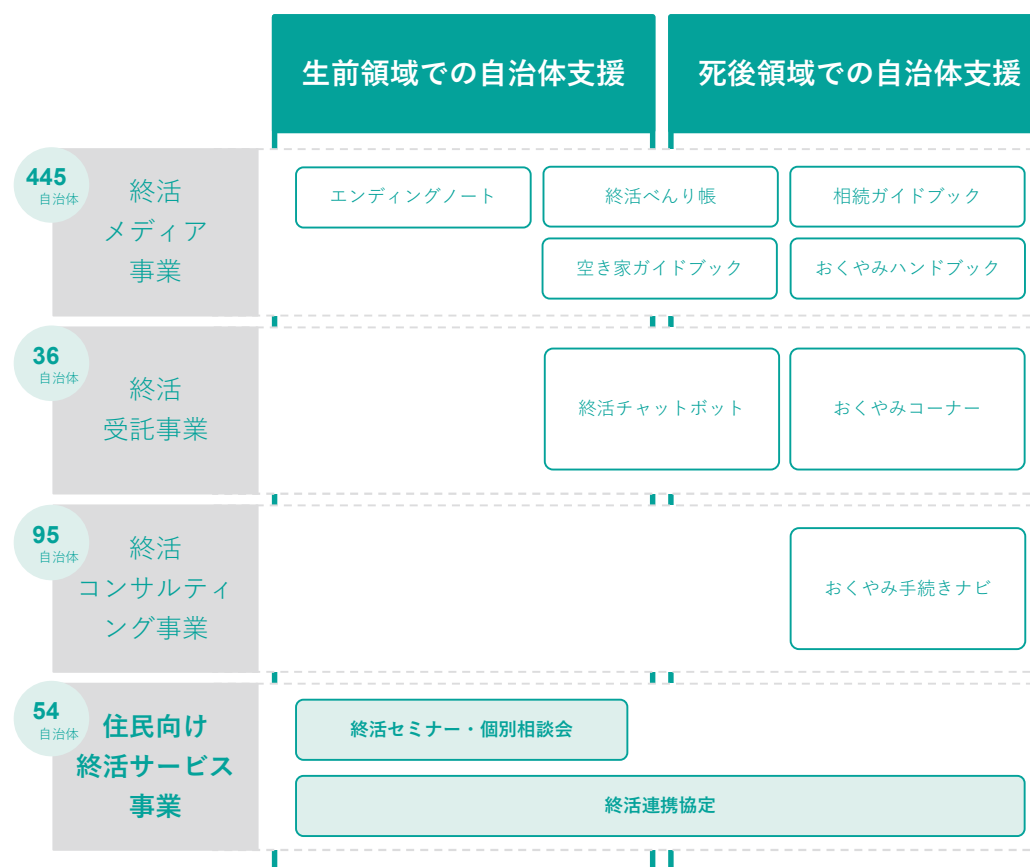 生前領域での自治体支援
死後領域での自治体支援
445
自治体
終活
メディア
事業
エンディングノート
終活べんり帳
相続ガイドブック
空き家ガイドブック
おくやみハンドブック
36
自治体
終活
受託事業
終活チャットボット
おくやみコーナー
95
自治体
終活
コンサルティ
ング事業
おくやみ手続きナビ
54
自治体
住民向け
終活サービス
事業
終活セミナー・個別相談会
終活連携協定